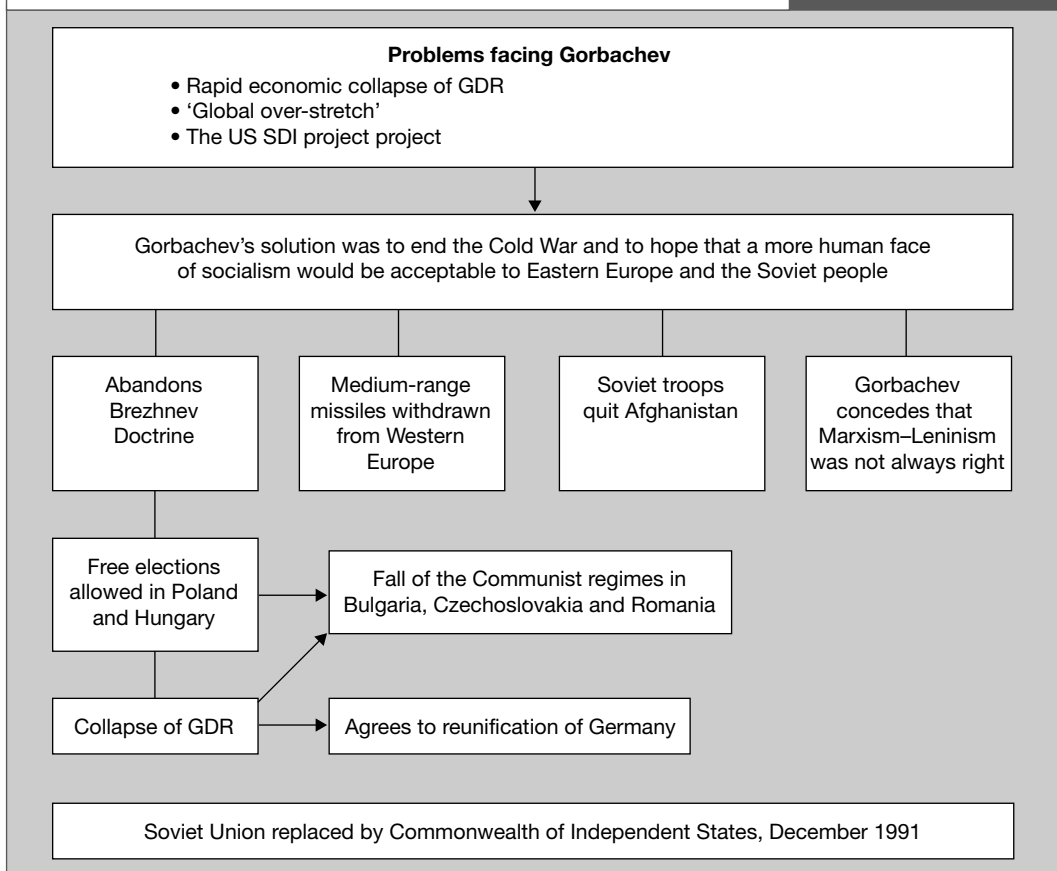 Problems facing Gorbachev
• Rapid economic collapse of GDR
• ‘Global over-stretch’
• The US SDI project project
Gorbachev’s solution was to end the Cold War and to hope that a more human face
of socialism would be acceptable to Eastern Europe and the Soviet people
Abandons
Brezhnev
Doctrine
Medium-range
missiles withdrawn
from Western
Europe
Soviet troops
quit Afghanistan
Gorbachev
concedes that
Marxism–Leninism
was not always right
Free elections
allowed in Poland
and Hungary
Fall of the Communist regimes in
Bulgaria, Czechoslovakia and Romania
Collapse of GDR
Agrees to reunification of Germany
Soviet Union replaced by Commonwealth of Independent States, December 1991